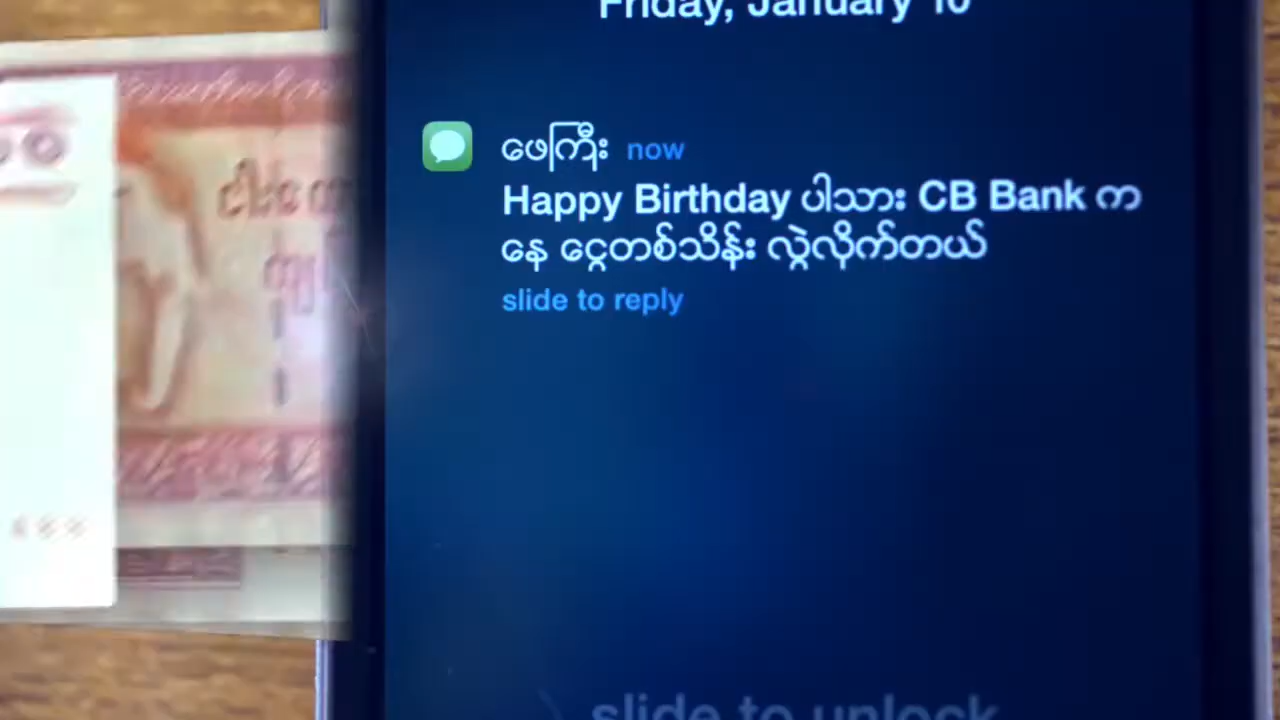 Friday, January 10
ဖေကြီး now
Happy Birthday ပါသား CB Bank က
နေ ငွေတစ်သိန်း လွှဲလိုက်တယ်
slide to reply
slide to unlock